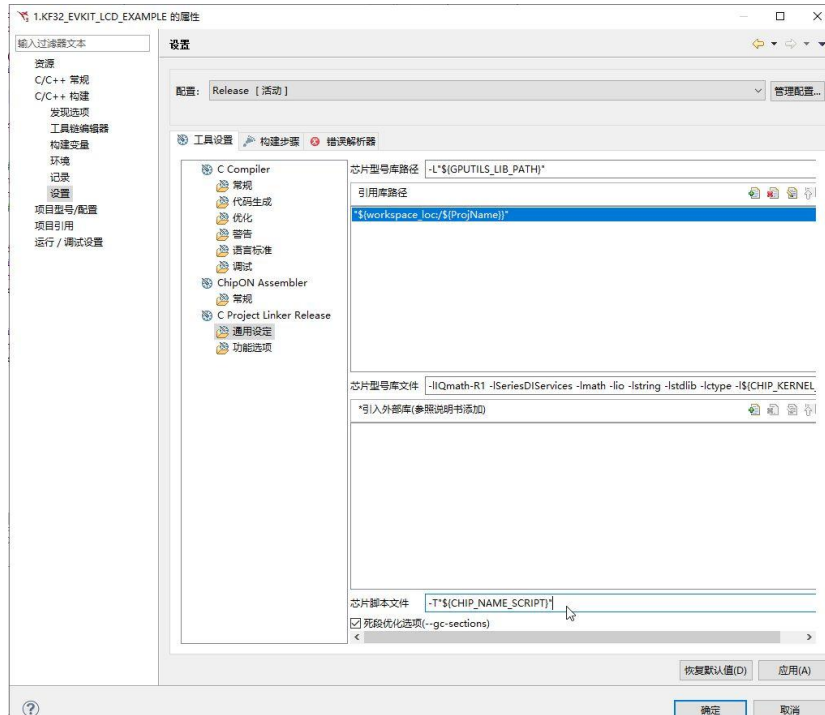 1.KF32_EVKIT_LCD_EXAMPLE 的属性
输入过滤器文本
资源
C/C++ 常规
C/C++ 构建
发现选项
工具链编辑器
构建变量
环境
记录
设置
项目型号/配置
项目引用
运行 / 调试设置
设置
配置: Release [ 活动 ]
管理配置...
工具设置 构建步骤 错误解析器
C Compiler
常规
代码生成
优化
警告
语言标准
调试
ChipON Assembler
常规
C Project Linker Release
通用设定
功能选项
芯片型号库路径 -L"${GPUTILS_LIB_PATH}"
引用库路径
"${workspace_loc:/${ProjName}}"
芯片型号库文件 -lIQmath-R1 -lSeriesDIServices -lmath -lio -lstring -lstdlib -lctype -l${CHIP_KERNEL_
*引入外部库(参照说明书添加)
芯片脚本文件 -T"${CHIP_NAME_SCRIPT}"
死段优化选项(--gc-sections)
恢复默认值(D) 应用(A)
确定 取消